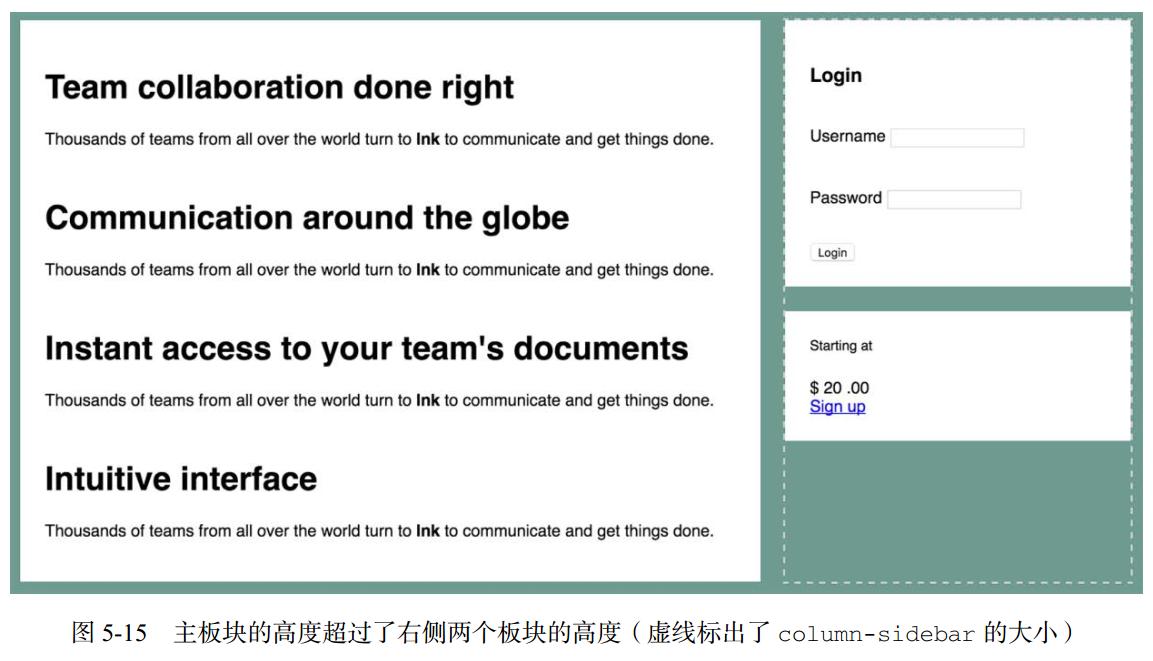 Team collaboration done right
Thousands of teams from all over the world turn to Ink to communicate and get things done.
Communication around the globe
Thousands of teams from all over the world turn to Ink to communicate and get things done.
Instant access to your team's documents
Thousands of teams from all over the world turn to Ink to communicate and get things done.
Intuitive interface
Thousands of teams from all over the world turn to Ink to communicate and get things done.
Login
Username
Password
Login
Starting at
$ 20 .00
Sign up
图 5-15 主板块的高度超过了右侧两个板块的高度（虚线标出了 column-sidebar 的大小）